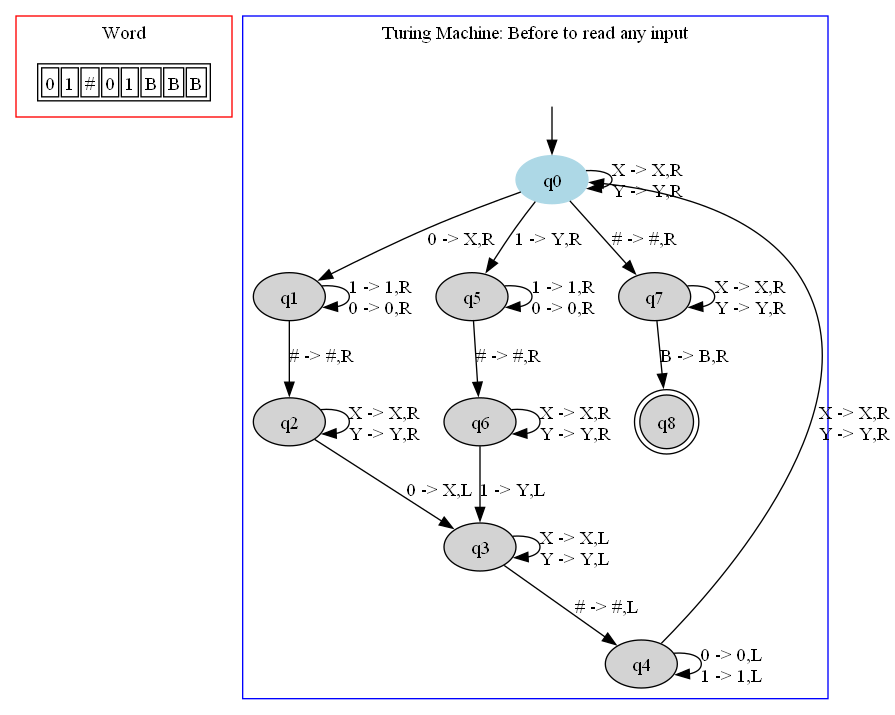 Word
0 1 # 0 1 B B B
Turing Machine: Before to read any input
q0
X -> X,R
Y -> Y,R
0 -> X,R
1 -> Y,R
# -> #,R
q1
1 -> 1,R
0 -> 0,R
q5
1 -> 1,R
0 -> 0,R
q7
X -> X,R
Y -> Y,R
# -> #,R
# -> #,R
B -> B,R
q2
X -> X,R
Y -> Y,R
q6
X -> X,R
Y -> Y,R
q8
X -> X,R
Y -> Y,R
0 -> X,L
1 -> Y,L
q3
X -> X,L
Y -> Y,L
# -> #,L
q4
0 -> 0,L
1 -> 1,L